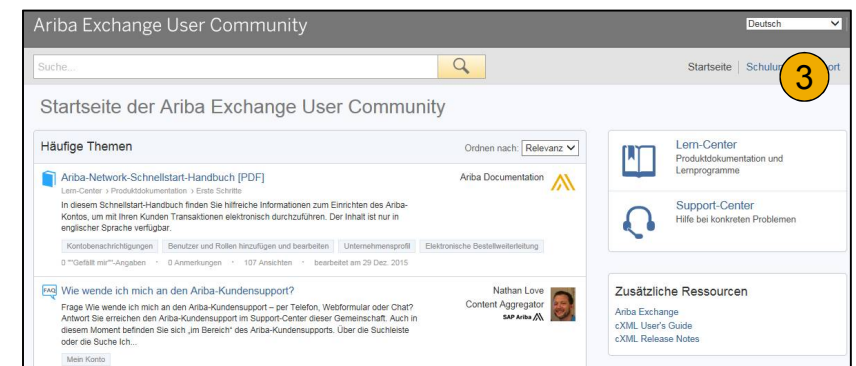 Ariba Exchange User Community
Deutsch
Suche...
Startseite
3
Startseite der Ariba Exchange User Community
Häufige Themen
Ordnen nach: Relevanz
Ariba-Network-Schnellstart-Handbuch [PDF]
Ariba Documentation
Lern-Center › Produktdokumentation › Erste Schritte
In diesem Schnellstart-Handbuch finden Sie hilfreiche Informationen zum Einrichten des Ariba-
Kontos, um mit Ihren Kunden Transaktionen elektronisch durchzuführen. Der Inhalt ist nur in
englischer Sprache verfügbar.
Kontobenachrichtigungen Benutzer und Rollen hinzufügen und bearbeiten Unternehmensprofil Elektronische Bestellweiterleitung
0 ""Gefällt mir""-Angaben · 0 Anmerkungen · 107 Ansichten · bearbeitet am 29 Dez. 2015
FAQ
Wie wende ich mich an den Ariba-Kundensupport?
Nathan Love
Content Aggregator
SAP Ariba
Frage Wie wende ich mich an den Ariba-Kundensupport – per Telefon, Webformular oder Chat?
Antwort Sie erreichen den Ariba-Kundensupport im Support-Center dieser Gemeinschaft. Auch in
diesem Moment befinden Sie sich „im Bereich“ des Ariba-Kundensupports. Über die Suchleiste
oder die Suche Ich...
Mein Konto
Lern-Center
Produktdokumentation und
Lernprogramme
Support-Center
Hilfe bei konkreten Problemen
Zusätzliche Ressourcen
Ariba Exchange
cXML User's Guide
cXML Release Notes